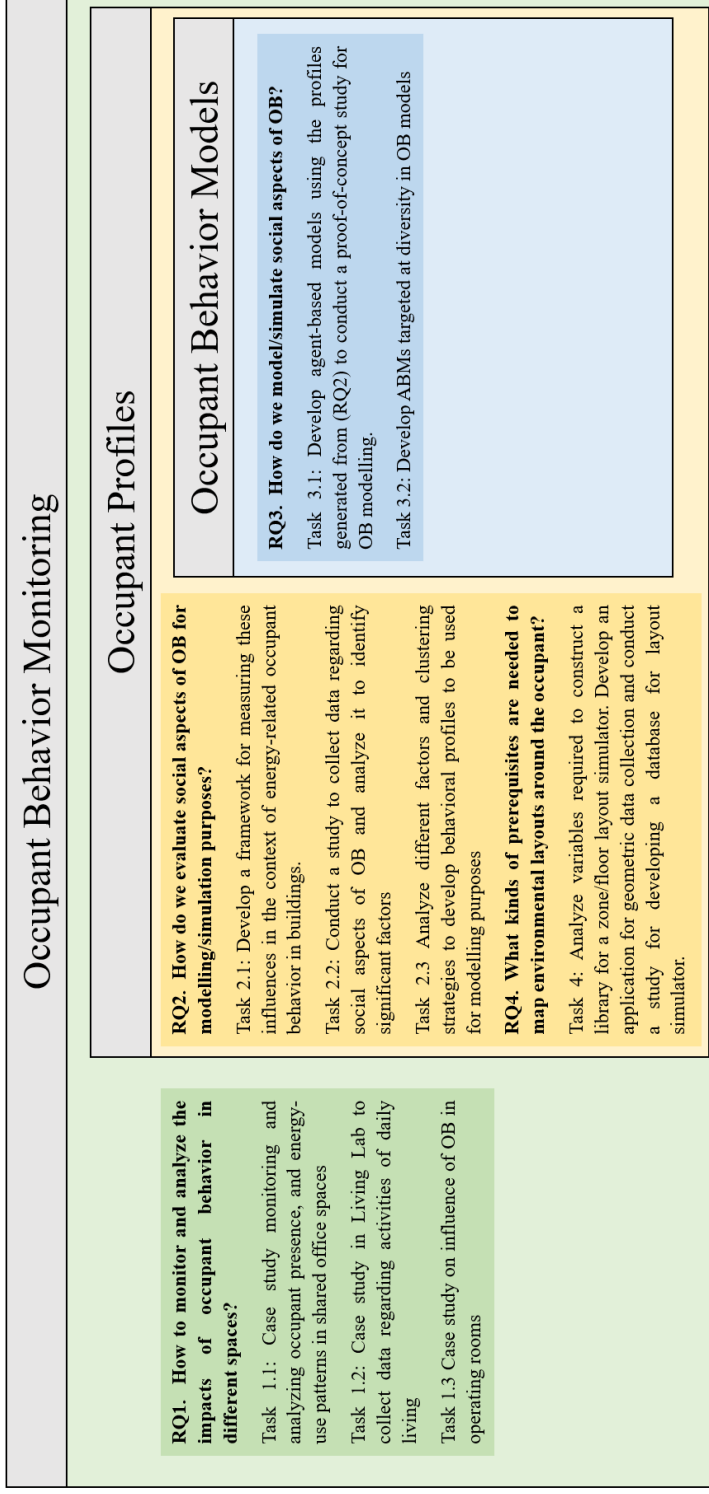 Occupant Behavior Monitoring
RQ1. How to monitor and analyze the
impacts of occupant behavior in
different spaces?
Task 1.1: Case study monitoring and
analyzing occupant presence, and energy-
use patterns in shared office spaces
Task 1.2: Case study in Living Lab to
collect data regarding activities of daily
living
Task 1.3 Case study on influence of OB in
operating rooms
Occupant Profiles
RQ2. How do we evaluate social aspects of OB for
modelling/simulation purposes?
Task 2.1: Develop a framework for measuring these
influences in the context of energy-related occupant
behavior in buildings.
Task 2.2: Conduct a study to collect data regarding
social aspects of OB and analyze it to identify
significant factors
Task 2.3 Analyze different factors and clustering
strategies to develop behavioral profiles to be used
for modelling purposes
RQ4. What kinds of prerequisites are needed to
map environmental layouts around the occupant?
Task 4: Analyze variables required to construct a
library for a zone/floor layout simulator. Develop an
application for geometric data collection and conduct
a study for developing a database for layout
simulator.
Occupant Behavior Models
RQ3. How do we model/simulate social aspects of OB?
Task 3.1: Develop agent-based models using the profiles
generated from (RQ2) to conduct a proof-of-concept study for
OB modelling.
Task 3.2: Develop ABMs targeted at diversity in OB models